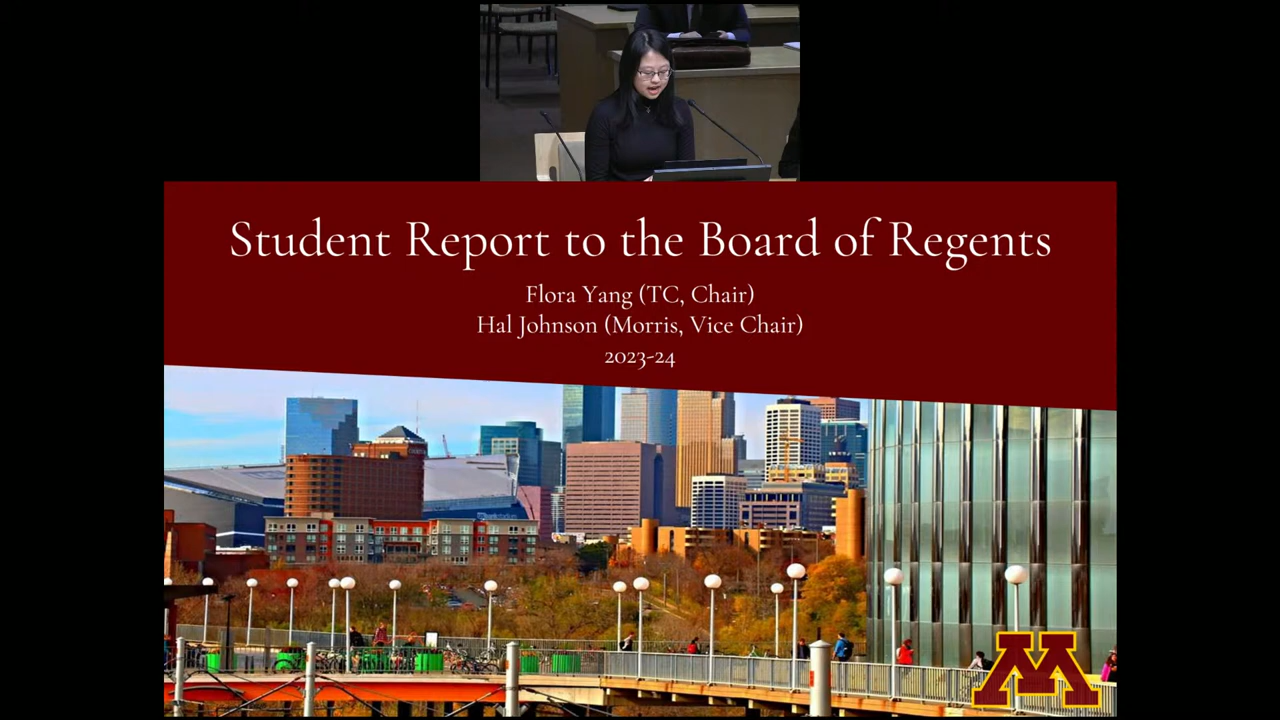 Student Report to the Board of Regents
Flora Yang (TC, Chair)
Hal Johnson (Morris, Vice Chair)
2023-24
M